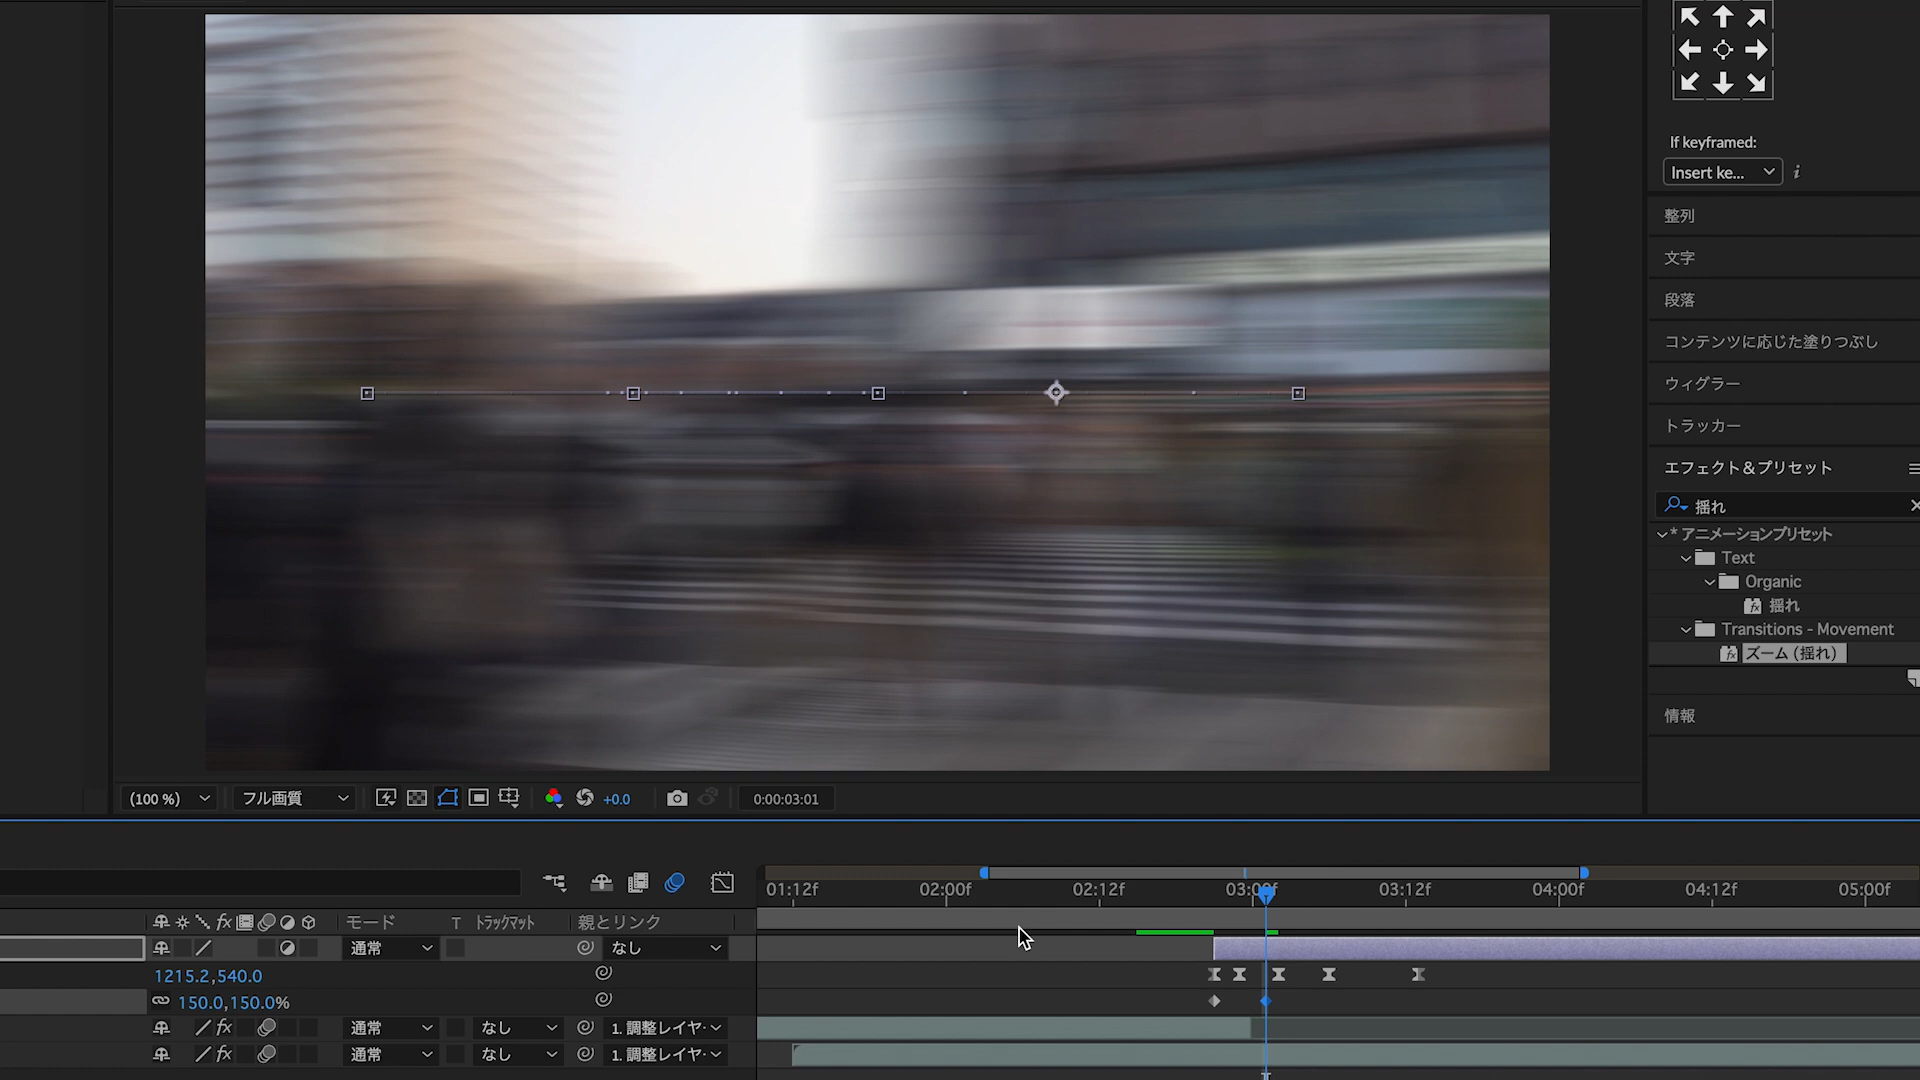 If keyframed:
Insert ke...
i
整列
文字
段落
コンテンツに応じた塗りつぶし
ウィグラー
トラッカー
エフェクト＆プリセット
揺れ
* アニメーションプリセット
Text
Organic
揺れ
Transitions - Movement
ズーム (揺れ)
情報
(100 %)
フル画質
+0.0
0:00:03:01
01:12f
02:00f
02:12f
03:00f
03:12f
04:00f
04:12f
05:00f
fx
モード
T
トラックマット
親とリンク
通常
なし
1215.2,540.0
150.0,150.0%
fx
通常
なし
1. 調整レイヤ·
fx
通常
なし
1. 調整レイヤ·